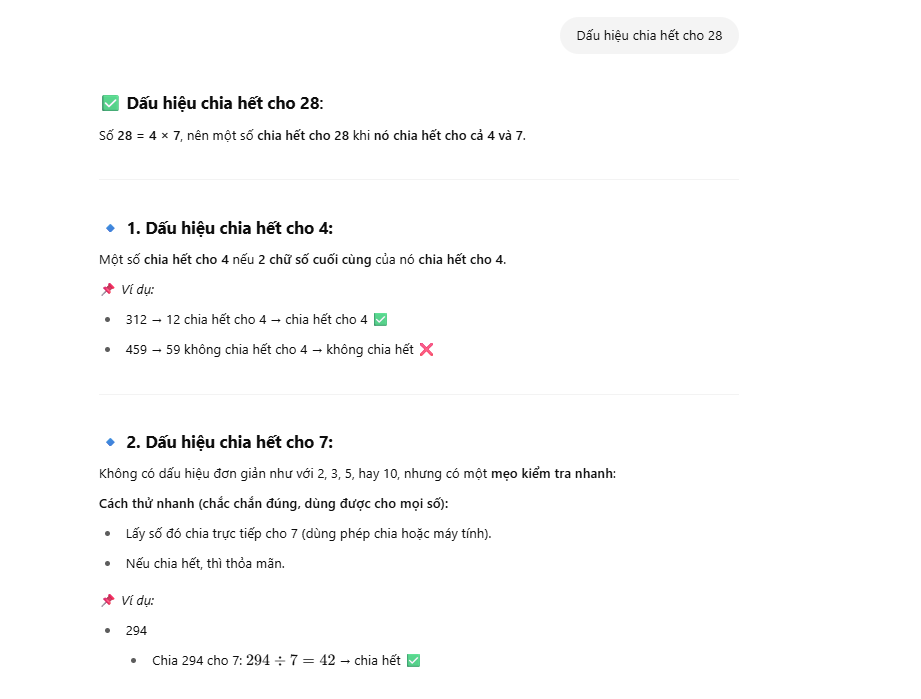 Dấu hiệu chia hết cho 28
✅ Dấu hiệu chia hết cho 28:
Số 28 = 4 × 7, nên một số chia hết cho 28 khi nó chia hết cho cả 4 và 7.
🔹 1. Dấu hiệu chia hết cho 4:
Một số chia hết cho 4 nếu 2 chữ số cuối cùng của nó chia hết cho 4.
📌 Ví dụ:
• 312 → 12 chia hết cho 4 → chia hết cho 4 ✅
• 459 → 59 không chia hết cho 4 → không chia hết ❌
🔹 2. Dấu hiệu chia hết cho 7:
Không có dấu hiệu đơn giản như với 2, 3, 5, hay 10, nhưng có một mẹo kiểm tra nhanh:
Cách thử nhanh (chắc chắn đúng, dùng được cho mọi số):
• Lấy số đó chia trực tiếp cho 7 (dùng phép chia hoặc máy tính).
• Nếu chia hết, thì thỏa mãn.
📌 Ví dụ:
• 294
• Chia 294 cho 7: 294 ÷ 7 = 42 → chia hết ✅